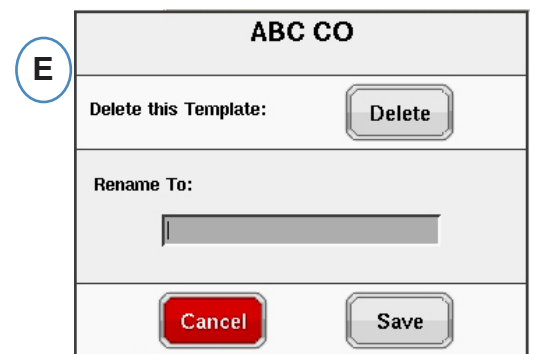 ABC CO
E
Delete this Template: Delete
Rename To:
Cancel Save